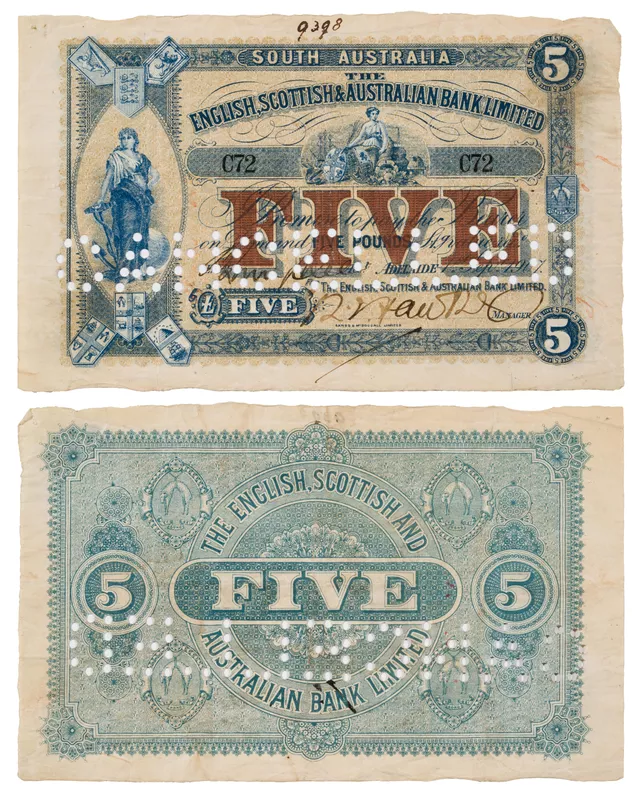 9398
SOUTH AUSTRALIA
5
THE
ENGLISH, SCOTTISH & AUSTRALIAN BANK LIMITED
C72 C72
FIVE
FIVE POUNDS
ADELAIDE
THE ENGLISH, SCOTTISH & AUSTRALIAN BANK LIMITED.
£ FIVE
MANAGER
5
THE ENGLISH, SCOTTISH AND
5 FIVE 5
AUSTRALIAN BANK LIMITED